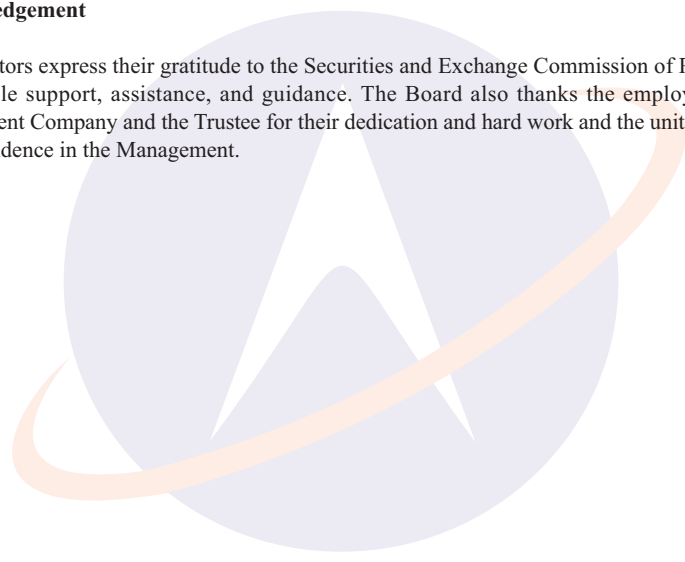 edgement
tors express their gratitude to the Securities and Exchange Commission of
le support, assistance, and guidance. The Board also thanks the employ
ent Company and the Trustee for their dedication and hard work and the unit
idence in the Management.